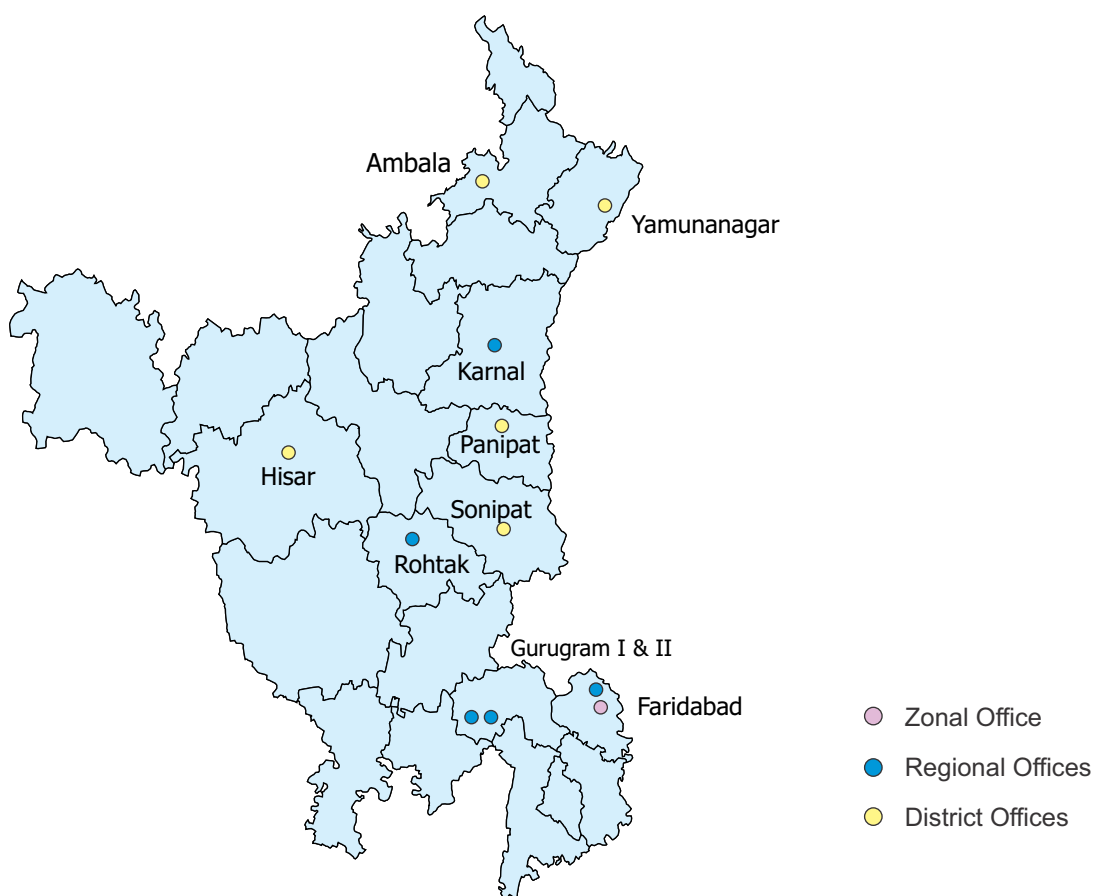 Ambala
Yamunanagar
Karnal
Panipat
Hisar
Sonipat
Rohtak
Gurugram I & II
Faridabad
Zonal Office
Regional Offices
District Offices